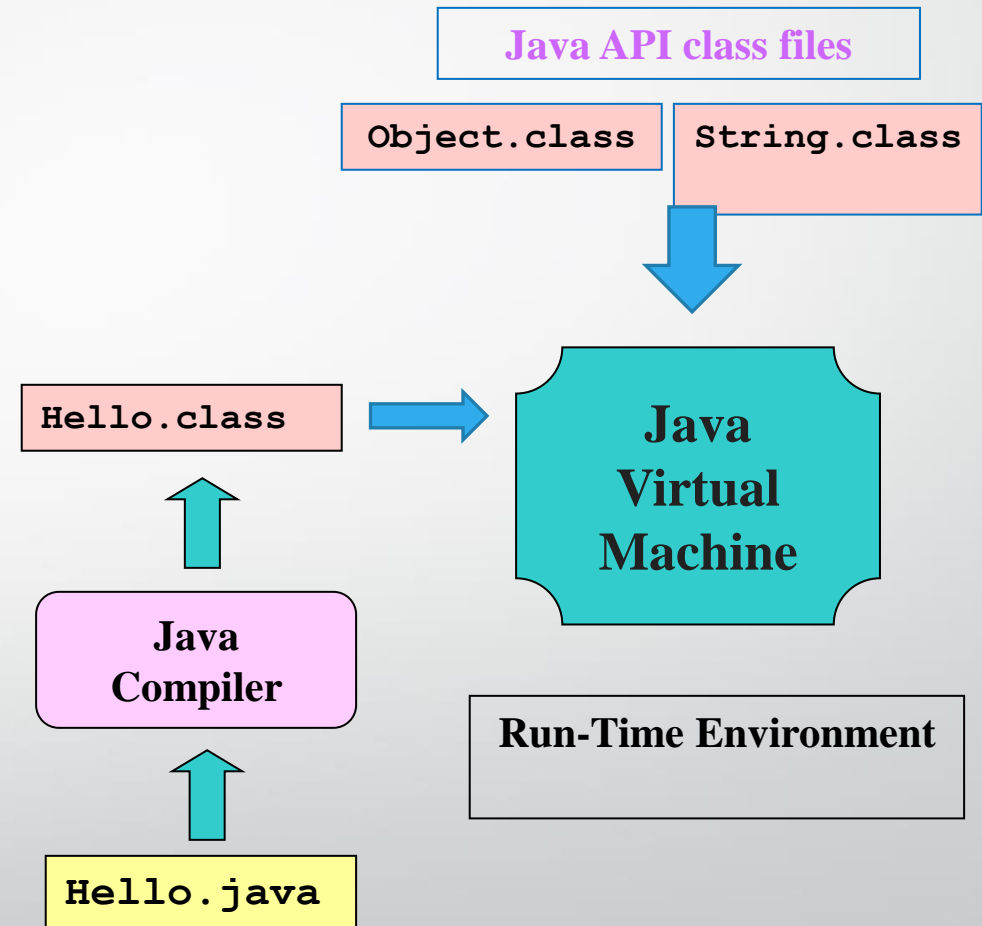 Java API class files
Object.class
String.class
Hello.class
Java
Virtual
Machine
Java
Compiler
Run-Time Environment
Hello.java